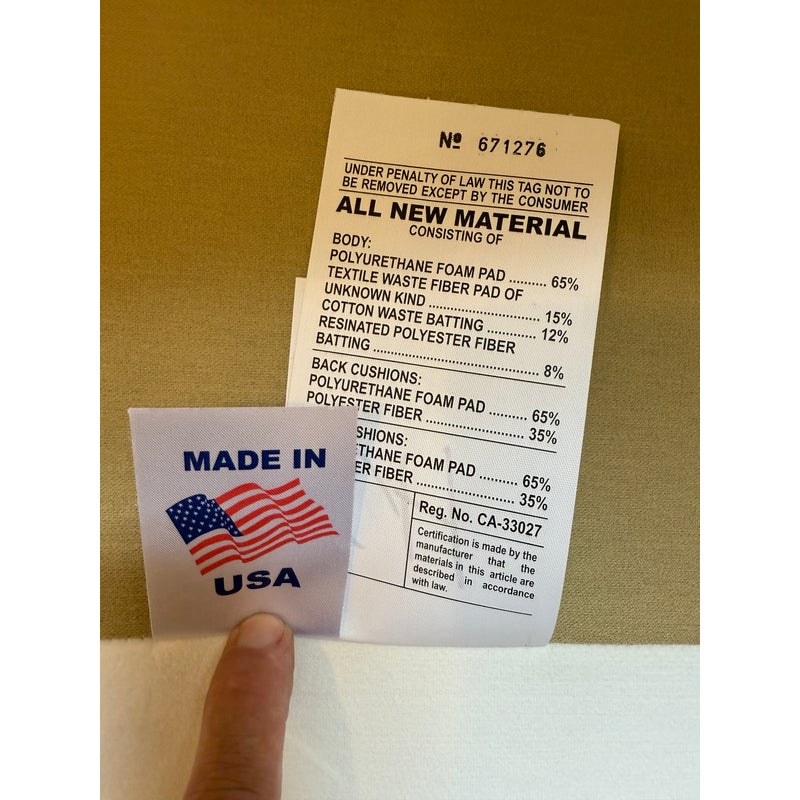 Nº 671276
UNDER PENALTY OF LAW THIS TAG NOT TO
BE REMOVED EXCEPT BY THE CONSUMER
ALL NEW MATERIAL
CONSISTING OF
BODY:
POLYURETHANE FOAM PAD .......... 65%
TEXTILE WASTE FIBER PAD OF
UNKNOWN KIND ............................. 15%
COTTON WASTE BATTING ............... 12%
RESINATED POLYESTER FIBER
BATTING ........................................... 8%
BACK CUSHIONS:
POLYURETHANE FOAM PAD .......... 65%
POLYESTER FIBER ........................... 35%
SHIONS:
ETHANE FOAM PAD .......... 65%
ER FIBER ........................... 35%
Reg. No. CA-33027
Certification is made by the
manufacturer that the
materials in this article are
described in accordance
with law.
MADE IN
USA